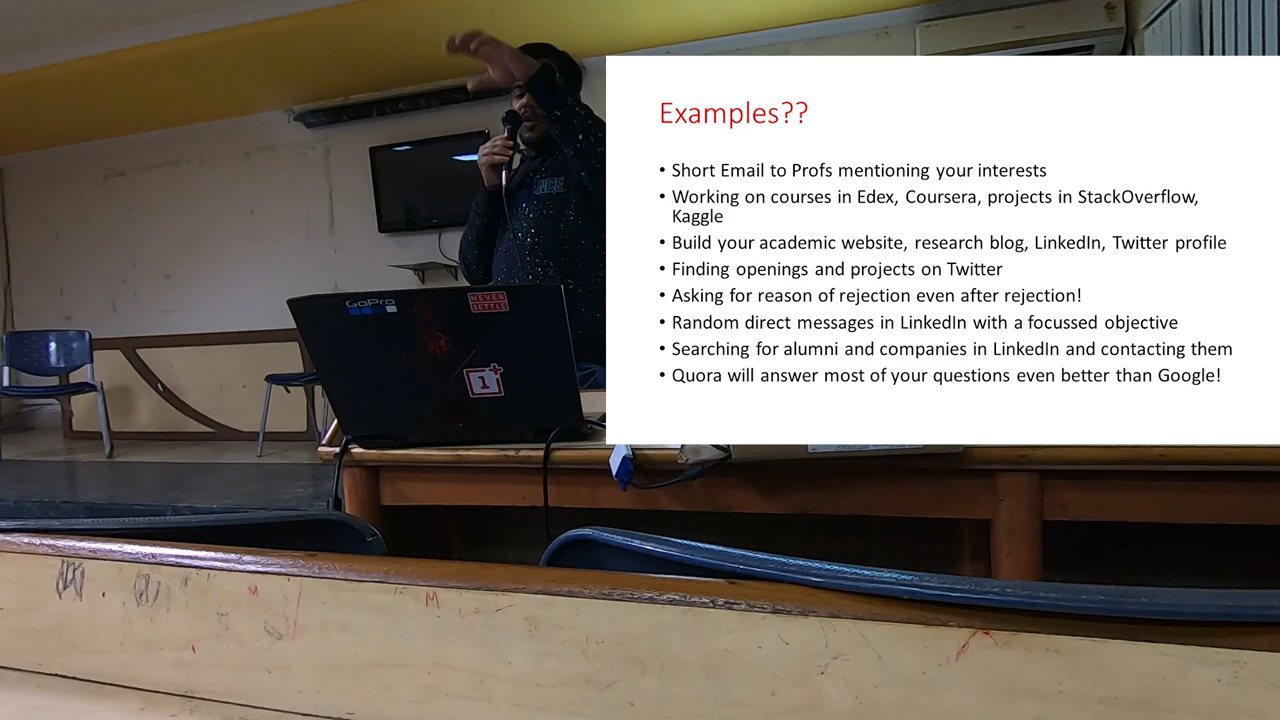 Examples??
• Short Email to Profs mentioning your interests
• Working on courses in Edex, Coursera, projects in StackOverflow,
Kaggle
• Build your academic website, research blog, LinkedIn, Twitter profile
• Finding openings and projects on Twitter
• Asking for reason of rejection even after rejection!
• Random direct messages in LinkedIn with a focussed objective
• Searching for alumni and companies in LinkedIn and contacting them
• Quora will answer most of your questions even better than Google!
GoPro
NEVER
SETTLE
1+
M